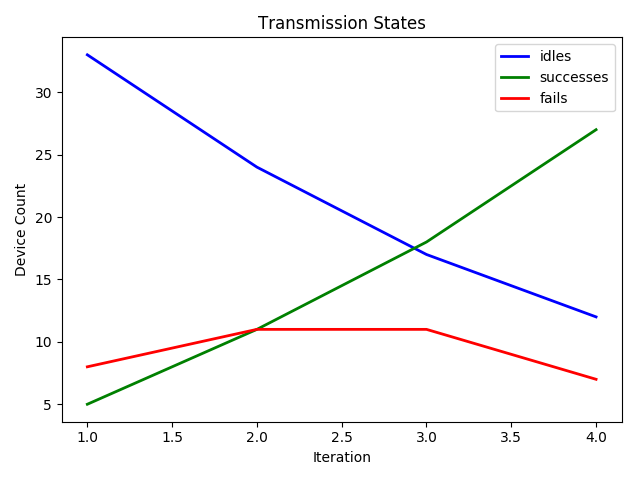 Transmission States
idles
successes
fails
Device Count
30
25
20
15
10
5
1.0 1.5 2.0 2.5 3.0 3.5 4.0
Iteration